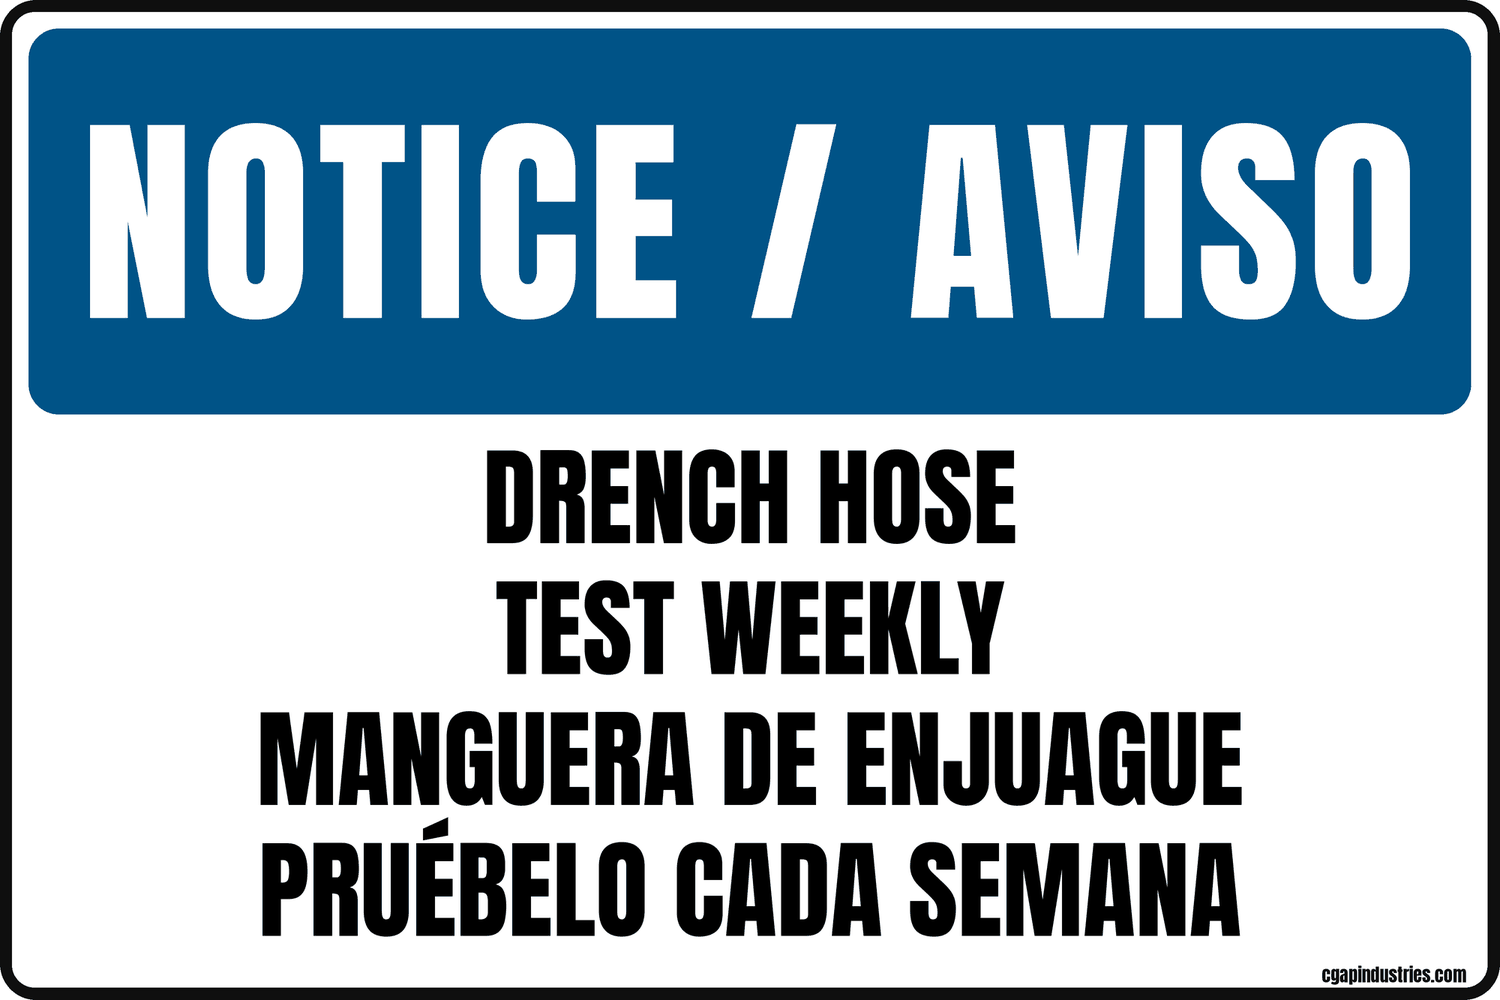 NOTICE / AVISO
DRENCH HOSE
TEST WEEKLY
MANGUERA DE ENJUAGUE
PRUÉBELO CADA SEMANA
cgapindustries.com